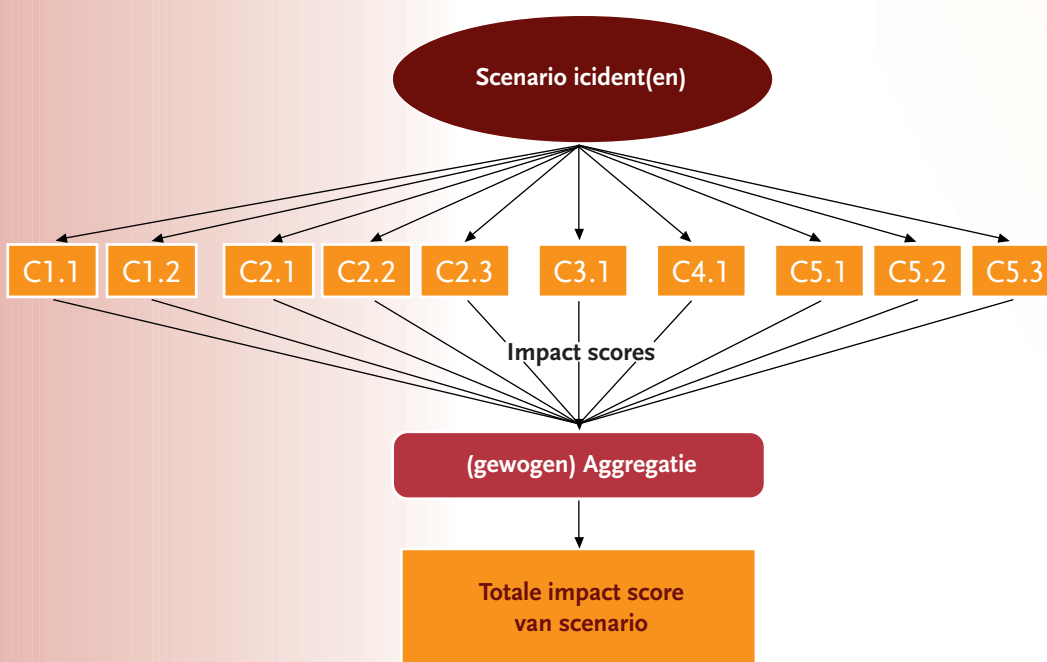 Scenario icident(en)
C1.1 C1.2 C2.1 C2.2 C2.3 C3.1 C4.1 C5.1 C5.2 C5.3
Impact scores
(gewogen) Aggregatie
Totale impact score
van scenario